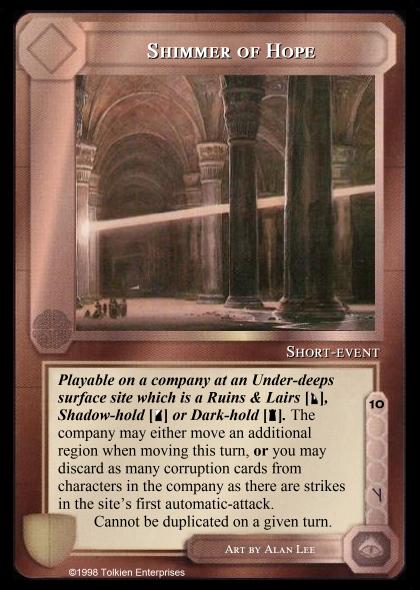 Shimmer of Hope
Short-event
Playable on a company at an Under-deeps
surface site which is a Ruins & Lairs [],
Shadow-hold [] or Dark-hold []. The
company may either move an additional
region when moving this turn, or you may
discard as many corruption cards from
characters in the company as there are strikes
in the site's first automatic-attack.
Cannot be duplicated on a given turn.
10
Art by Alan Lee
©1998 Tolkien Enterprises